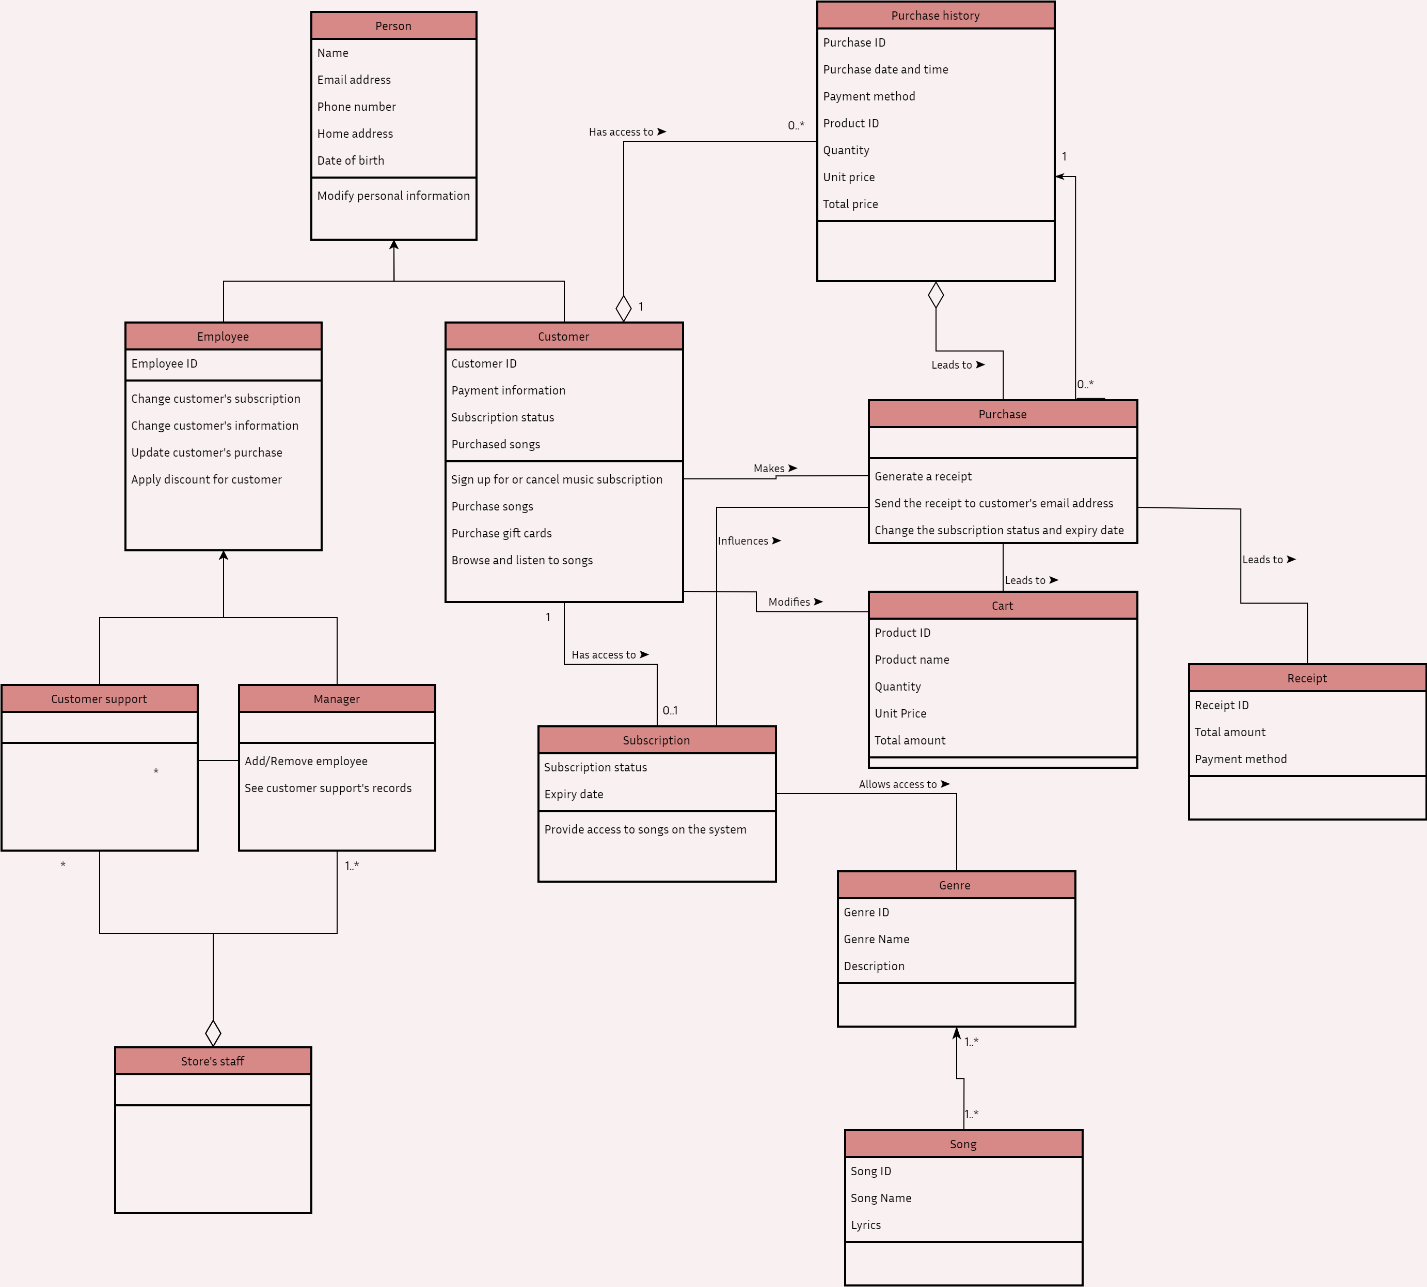 Person
Name
Email address
Phone number
Home address
Date of birth
Modify personal information
Purchase history
Purchase ID
Purchase date and time
Payment method
Product ID
Quantity
Unit price
Total price
Has access to ➤
0..*
1
1
0..*
Leads to ➤
Employee
Employee ID
Change customer's subscription
Change customer's information
Update customer's purchase
Apply discount for customer
Customer
Customer ID
Payment information
Subscription status
Purchased songs
Sign up for or cancel music subscription
Purchase songs
Purchase gift cards
Browse and listen to songs
Makes ➤
Influences ➤
Modifies ➤
Purchase
Generate a receipt
Send the receipt to customer's email address
Change the subscription status and expiry date
Leads to ➤
Leads to ➤
Cart
Product ID
Product name
Quantity
Unit Price
Total amount
Receipt
Receipt ID
Total amount
Payment method
1
Has access to ➤
0..1
Customer support
*
Manager
Add/Remove employee
See customer support's records
*
1..*
Subscription
Subscription status
Expiry date
Provide access to songs on the system
Allows access to ➤
Genre
Genre ID
Genre Name
Description
1..*
1..*
Store's staff
Song
Song ID
Song Name
Lyrics